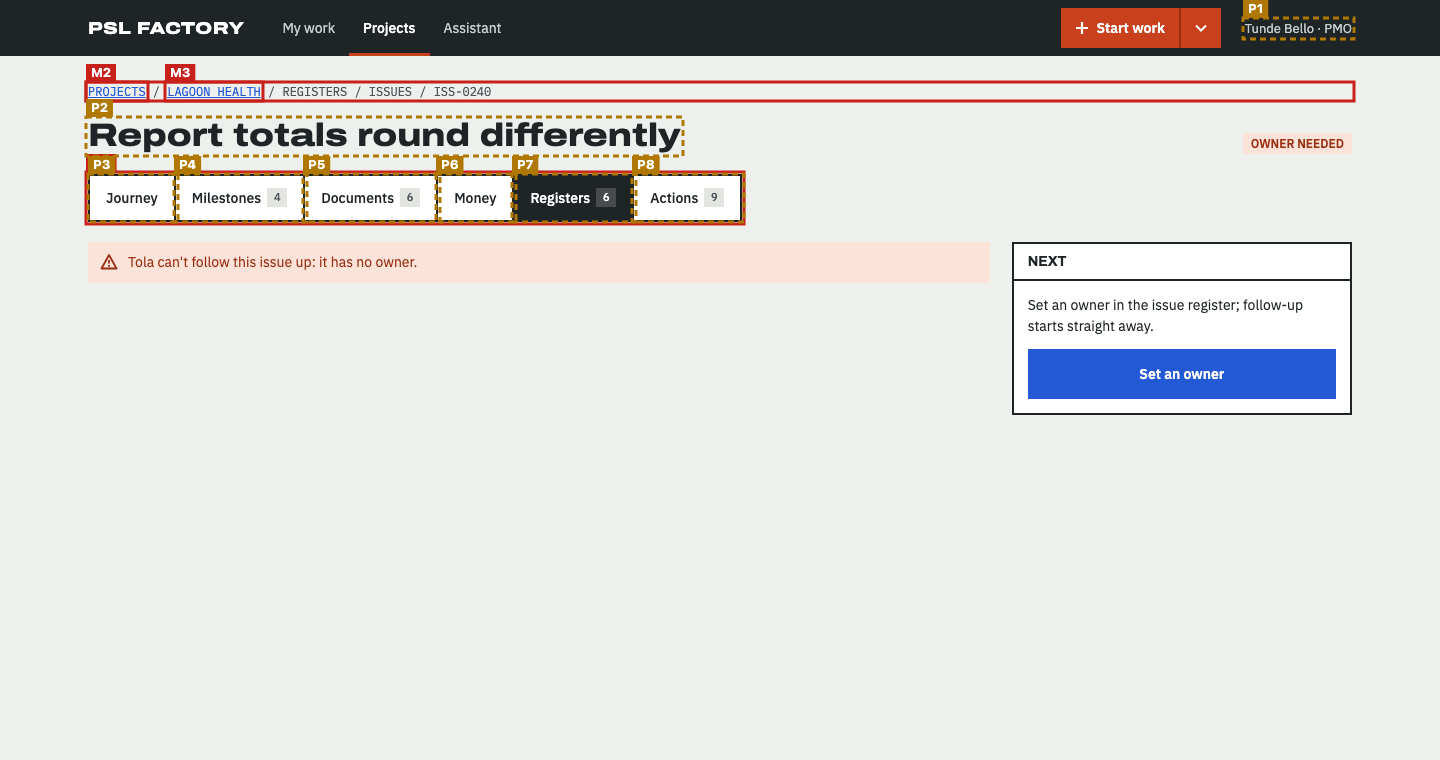 PSL FACTORY My work Projects Assistant + Start work P1 Tunde Bello · PMO
M2 M3
PROJECTS / LAGOON HEALTH / REGISTERS / ISSUES / ISS-0240
P2
Report totals round differently
OWNER NEEDED
P3 P4 P5 P6 P7 P8
Journey Milestones 4 Documents 6 Money Registers 6 Actions 9
Tola can't follow this issue up: it has no owner.
NEXT
Set an owner in the issue register; follow-up
starts straight away.
Set an owner